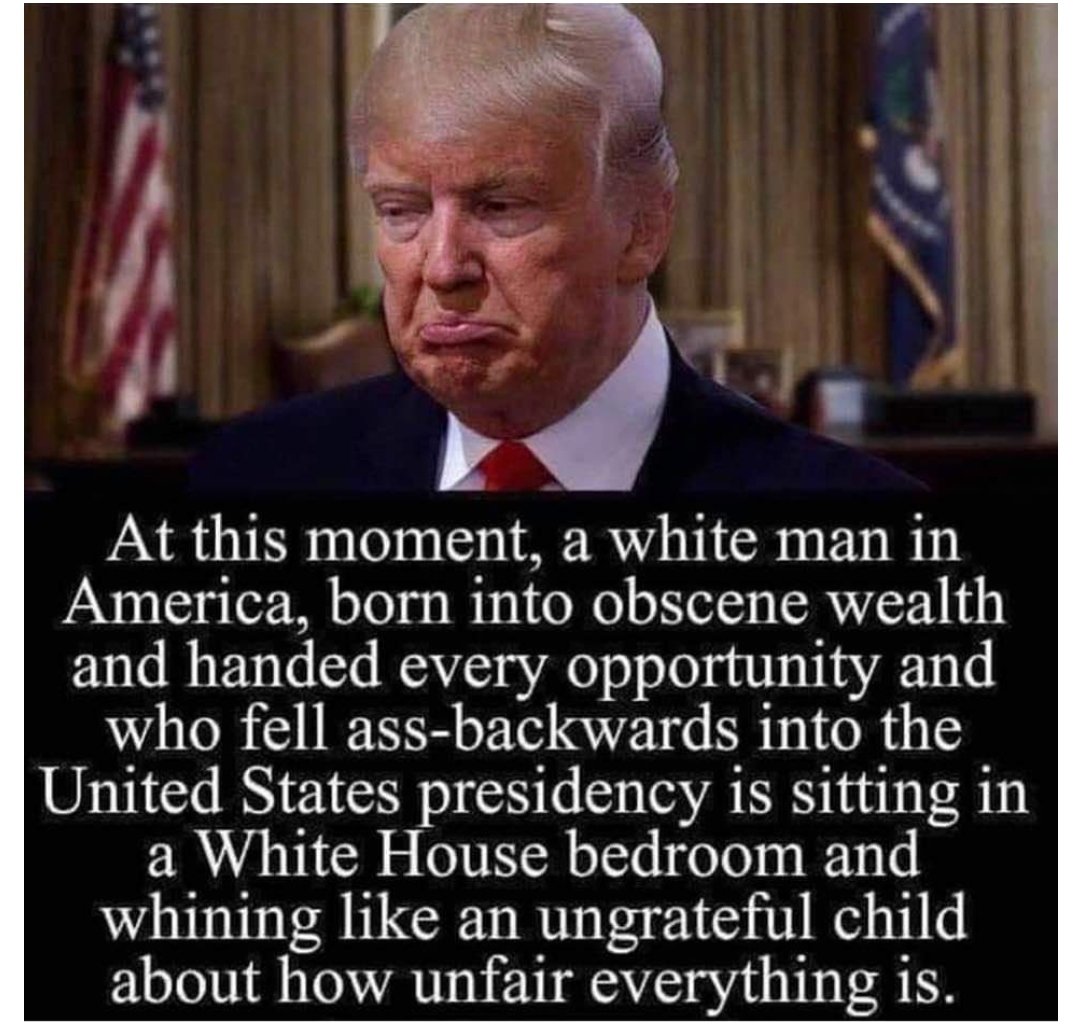 At this moment, a white man in
America, born into obscene wealth
and handed every opportunity and
who fell ass-backwards into the
United States presidency is sitting in
a White House bedroom and
whining like an ungrateful child
about how unfair everything is.